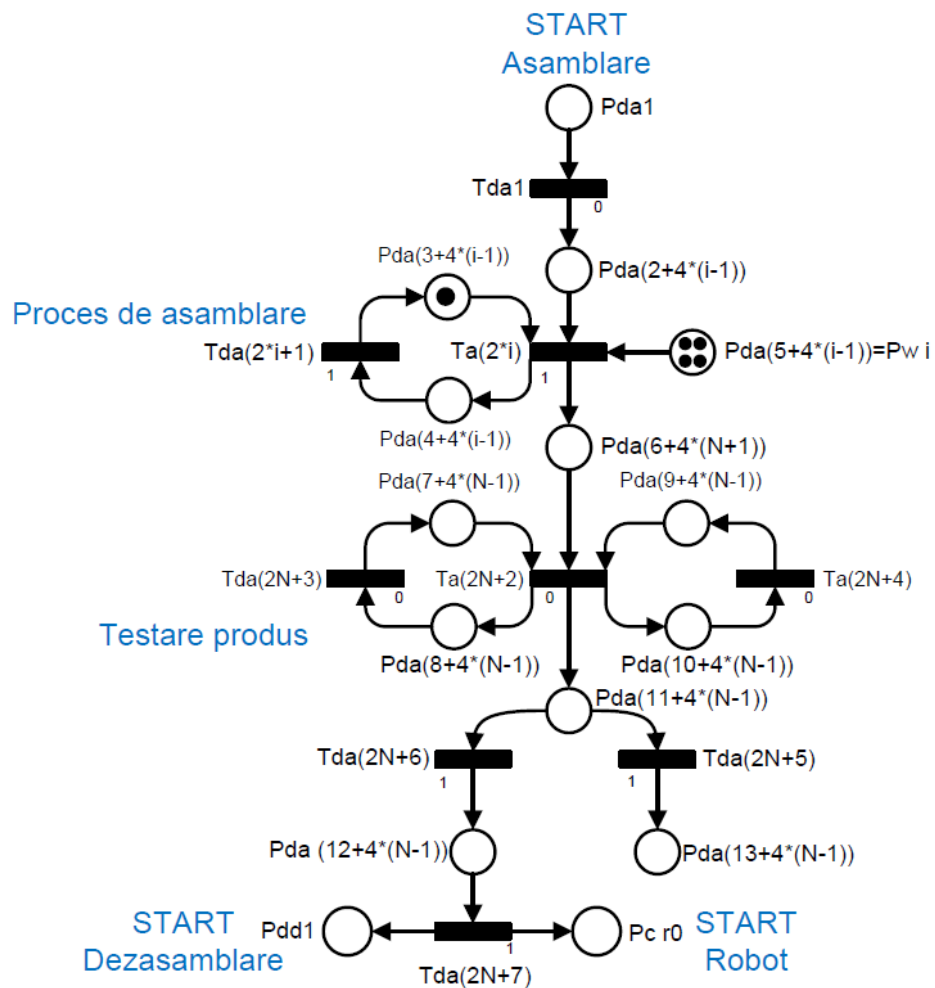 START
Asamblare
Pda1
Tda1
0
Pda(3+4*(i-1))
Pda(2+4*(i-1))
Proces de asamblare
Tda(2*i+1)
1
Ta(2*i)
1
Pda(5+4*(i-1))=Pw i
Pda(4+4*(i-1))
Pda(6+4*(N+1))
Pda(7+4*(N-1))
Pda(9+4*(N-1))
Tda(2N+3)
0
Ta(2N+2)
0
Ta(2N+4)
0
Testare produs
Pda(8+4*(N-1))
Pda(10+4*(N-1))
Pda(11+4*(N-1))
Tda(2N+6)
1
Tda(2N+5)
1
Pda (12+4*(N-1))
Pda(13+4*(N-1))
START
Dezasamblare
Pdd1
1
Tda(2N+7)
Pc r0
START
Robot